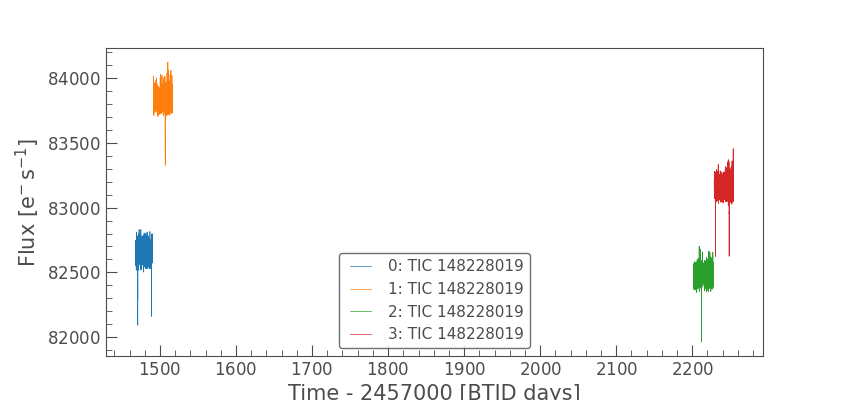 84000
83500
83000
82500
82000
Flux [e⁻ s⁻¹]
0: TIC 148228019
1: TIC 148228019
2: TIC 148228019
3: TIC 148228019
1500 1600 1700 1800 1900 2000 2100 2200
Time - 2457000 [BTJD days]